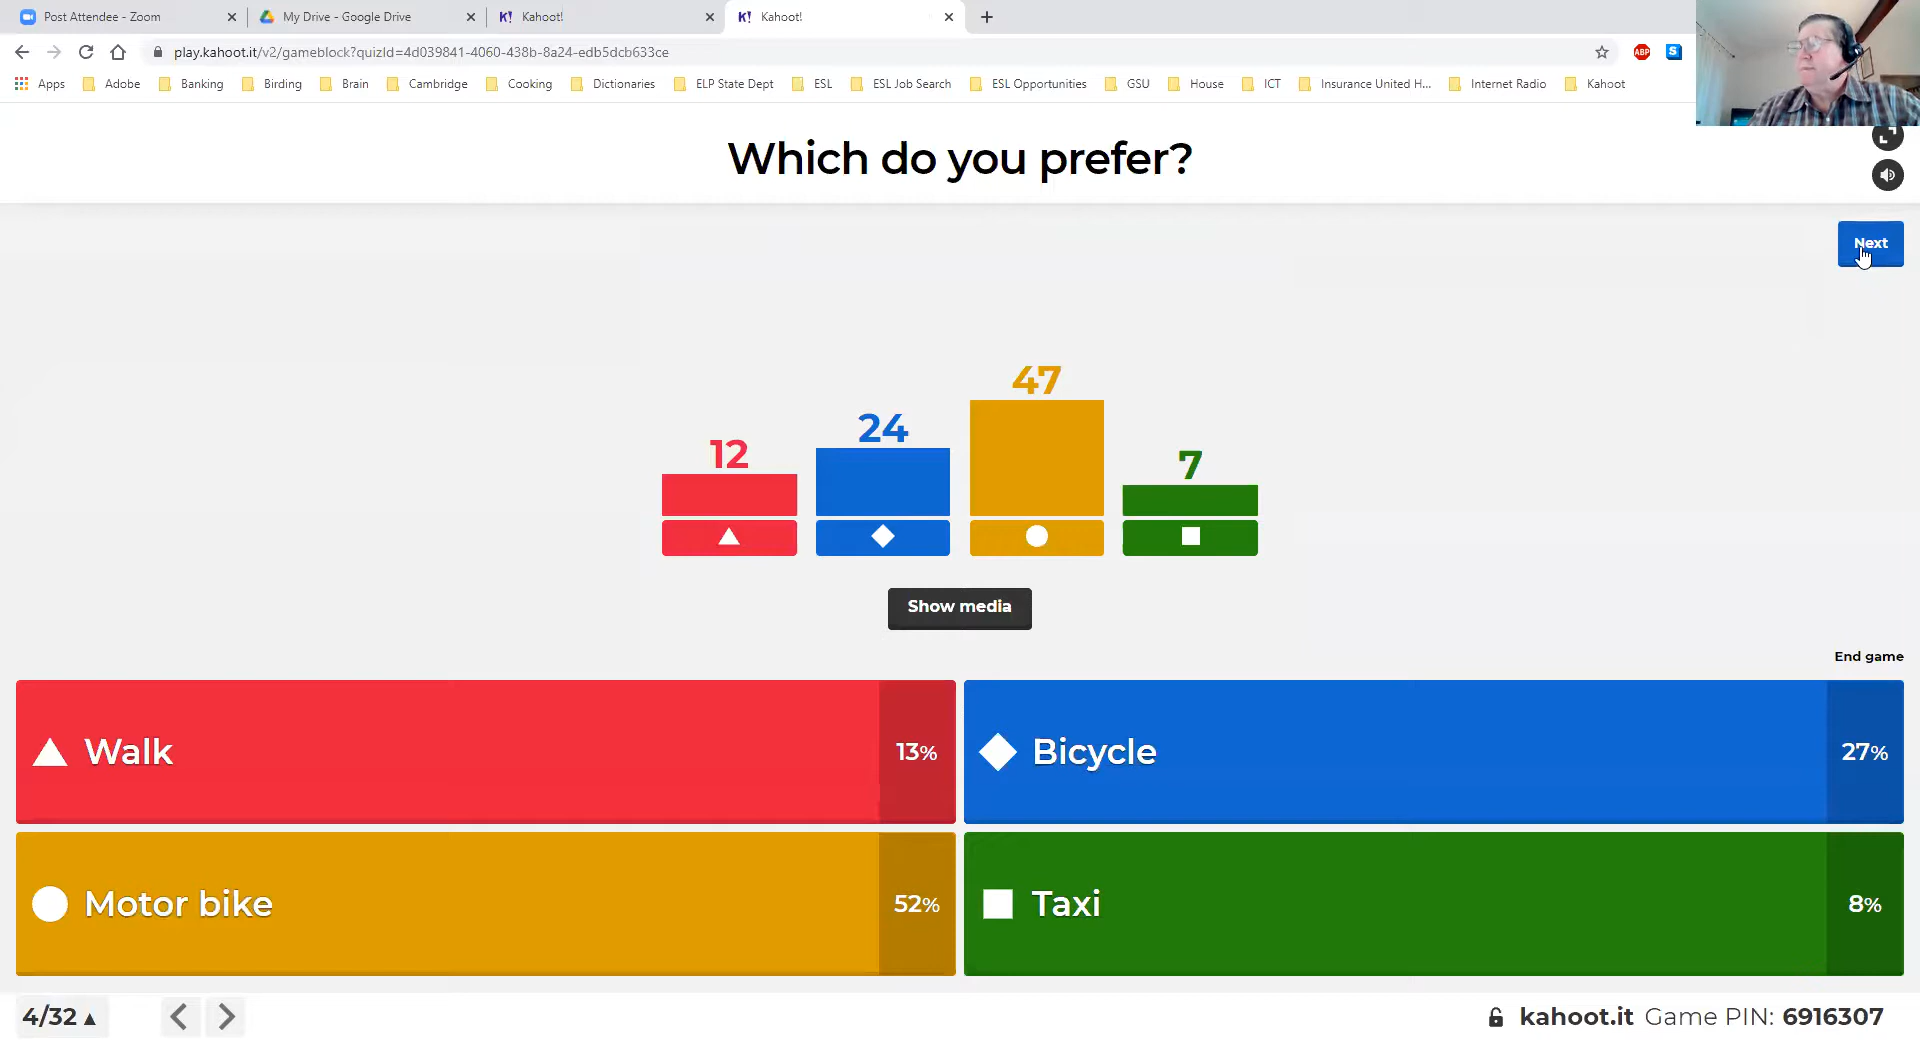 Post Attendee - Zoom
My Drive - Google Drive
K! Kahoot!
K! Kahoot!
play.kahoot.it/v2/gameblock?quizId=4d039841-4060-438b-8a24-edb5dcb633ce
ABP
S
Apps Adobe Banking Birding Brain Cambridge Cooking Dictionaries ELP State Dept ESL ESL Job Search ESL Opportunities GSU House ICT Insurance United H... Internet Radio Kahoot
Which do you prefer?
Next
12 24 47 7
Show media
End game
Walk 13%
Bicycle 27%
Motor bike 52%
Taxi 8%
4/32
kahoot.it Game PIN: 6916307